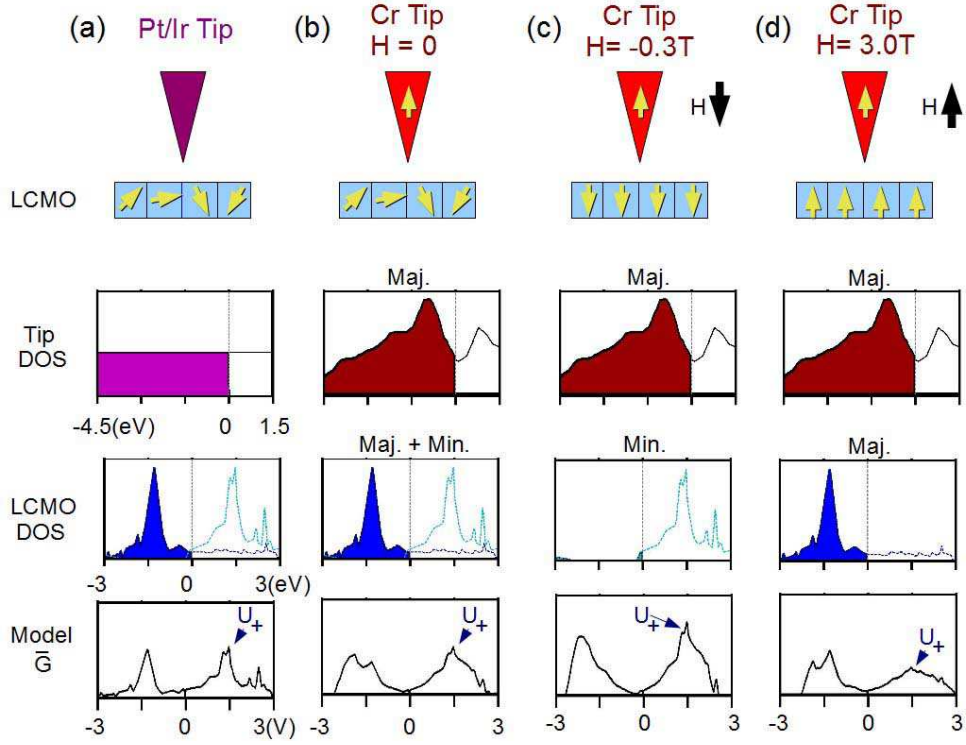 (a) Pt/Ir Tip
(b) Cr Tip
H = 0
(c) Cr Tip
H= -0.3T
(d) Cr Tip
H= 3.0T
H
H
LCMO
Maj. Maj. Maj.
Tip
DOS
-4.5(eV) 0 1.5
Maj. + Min. Min. Maj.
LCMO
DOS
-3 0 3(eV)
Model
G̅
U+ U+ U+ U+
-3 0 3(V) -3 0 3 -3 0 3 -3 0 3